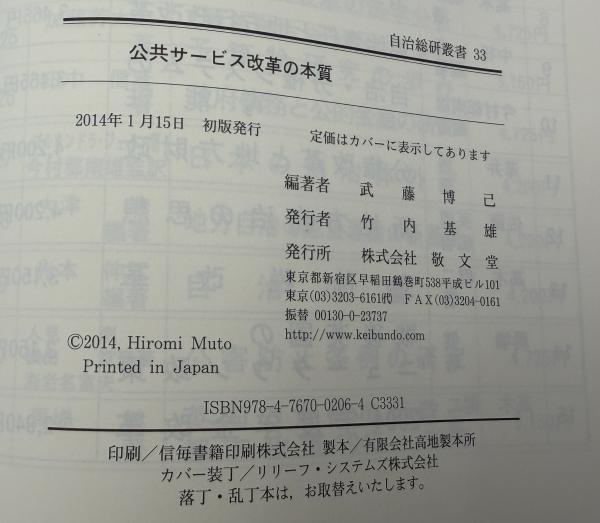 自治総研叢書 33
公共サービス改革の本質
2014年1月15日 初版発行 定価はカバーに表示してあります
編著者 武藤博己
発行者 竹内基雄
発行所 株式会社 敬文堂
東京都新宿区早稲田鶴巻町538平成ビル101
東京(03)3203-6161代 FAX(03)3204-0161
振替 00130-0-23737
http://www.keibundo.com
©2014, Hiromi Muto
Printed in Japan
ISBN978-4-7670-0206-4 C3331
印刷／信毎書籍印刷株式会社 製本／有限会社高地製本所
カバー装丁／リリーフ・システムズ株式会社
落丁・乱丁本は，お取替えいたします。